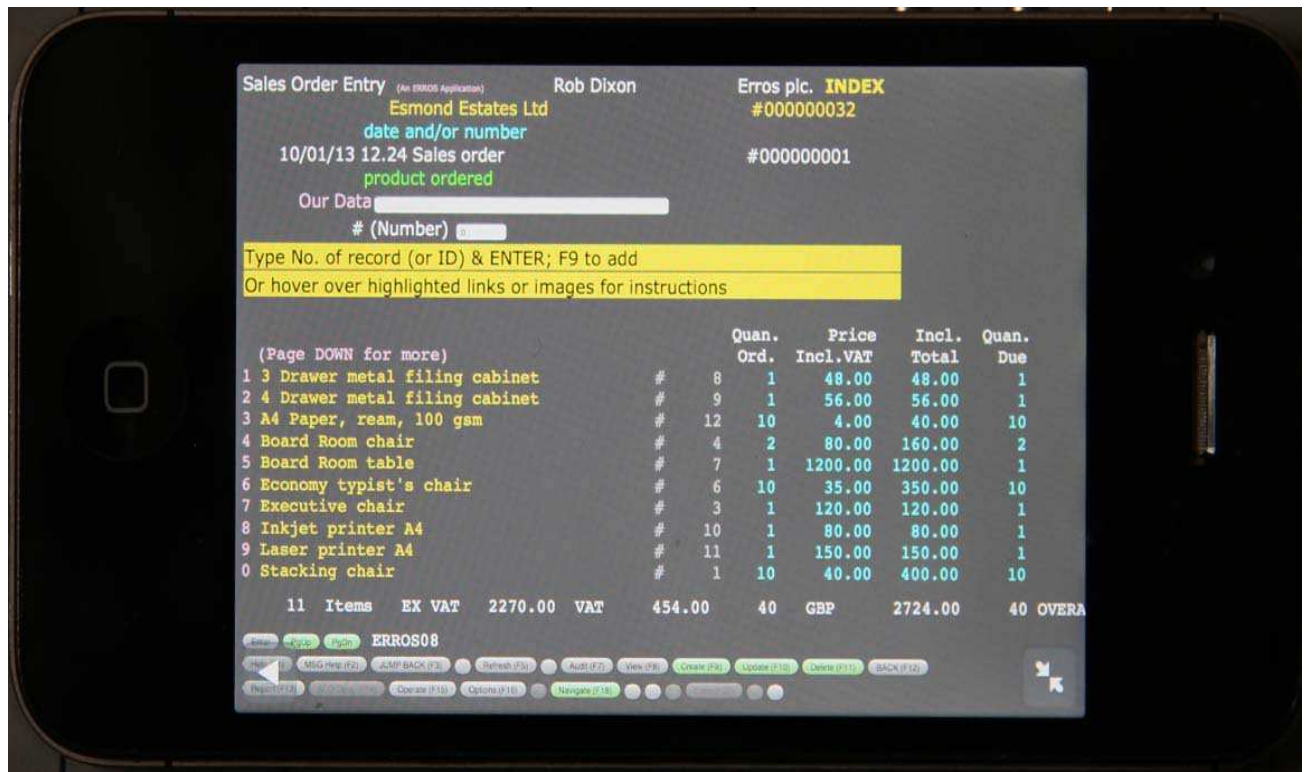 Sales Order Entry (An ERROS Application) Rob Dixon Erros plc. INDEX
Esmond Estates Ltd #000000032
date and/or number
10/01/13 12.24 Sales order #000000001
product ordered
Our Data
# (Number) 0
Type No. of record (or ID) & ENTER; F9 to add
Or hover over highlighted links or images for instructions
Quan. Price Incl. Quan.
(Page DOWN for more) Ord. Incl.VAT Total Due
1 3 Drawer metal filing cabinet # 8 1 48.00 48.00 1
2 4 Drawer metal filing cabinet # 9 1 56.00 56.00 1
3 A4 Paper, ream, 100 gsm # 12 10 4.00 40.00 10
4 Board Room chair # 4 2 80.00 160.00 2
5 Board Room table # 7 1 1200.00 1200.00 1
6 Economy typist's chair # 6 10 35.00 350.00 10
7 Executive chair # 3 1 120.00 120.00 1
8 Inkjet printer A4 # 10 1 80.00 80.00 1
9 Laser printer A4 # 11 1 150.00 150.00 1
0 Stacking chair # 1 10 40.00 400.00 10
11 Items EX VAT 2270.00 VAT 454.00 40 GBP 2724.00 40 OVERA
Enter PgUp PgDn ERROS08
MSG Help (F2) JUMP BACK (F3) Refresh (F5) Audit (F7) View (F8) Create (F9) Update (F10) Delete (F11) BACK (F12)
Operate (F15) Options (F16) Navigate (F18)